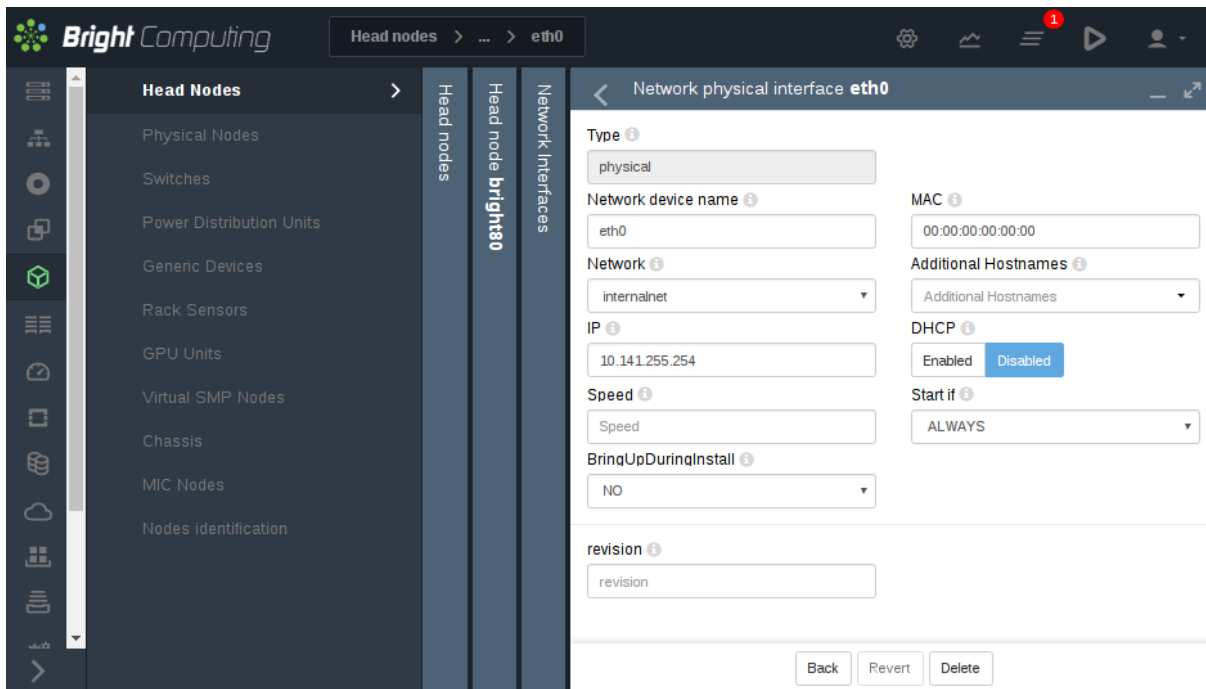 Bright Computing
Head nodes > ... > eth0
1
Head Nodes
Physical Nodes
Switches
Power Distribution Units
Generic Devices
Rack Sensors
GPU Units
Virtual SMP Nodes
Chassis
MIC Nodes
Nodes identification
Head nodes
Head node bright80
Network Interfaces
Network physical interface eth0
Type
physical
Network device name
eth0
MAC
00:00:00:00:00:00
Network
internalnet
Additional Hostnames
Additional Hostnames
IP
10.141.255.254
DHCP
Enabled Disabled
Speed
Speed
Start if
ALWAYS
BringUpDuringInstall
NO
revision
revision
Back Revert Delete